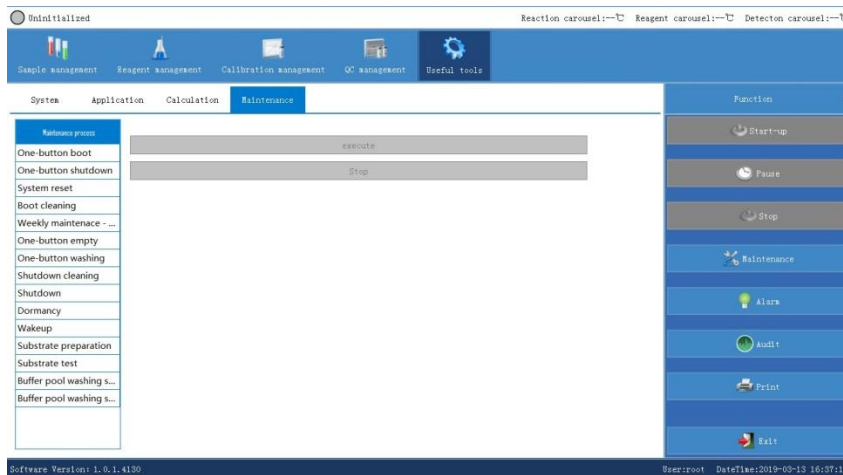 Uninitialized
Reaction carousel:--℃ Reagent carousel:--℃ Detecton carousel:--℃
Sample management Reagent management Calibration management QC management Useful tools
System Application Calculation Maintenance
Function
Maintenance process
One-button boot
One-button shutdown
System reset
Boot cleaning
Weekly maintenace - ...
One-button empty
One-button washing
Shutdown cleaning
Shutdown
Dormancy
Wakeup
Substrate preparation
Substrate test
Buffer pool washing s...
Buffer pool washing s...
execute
Stop
Start-up
Pause
Stop
Maintenance
Alarm
Audit
Print
Exit
Software Version: 1.0.1.4130
User:root DateTime:2019-03-13 16:37:1